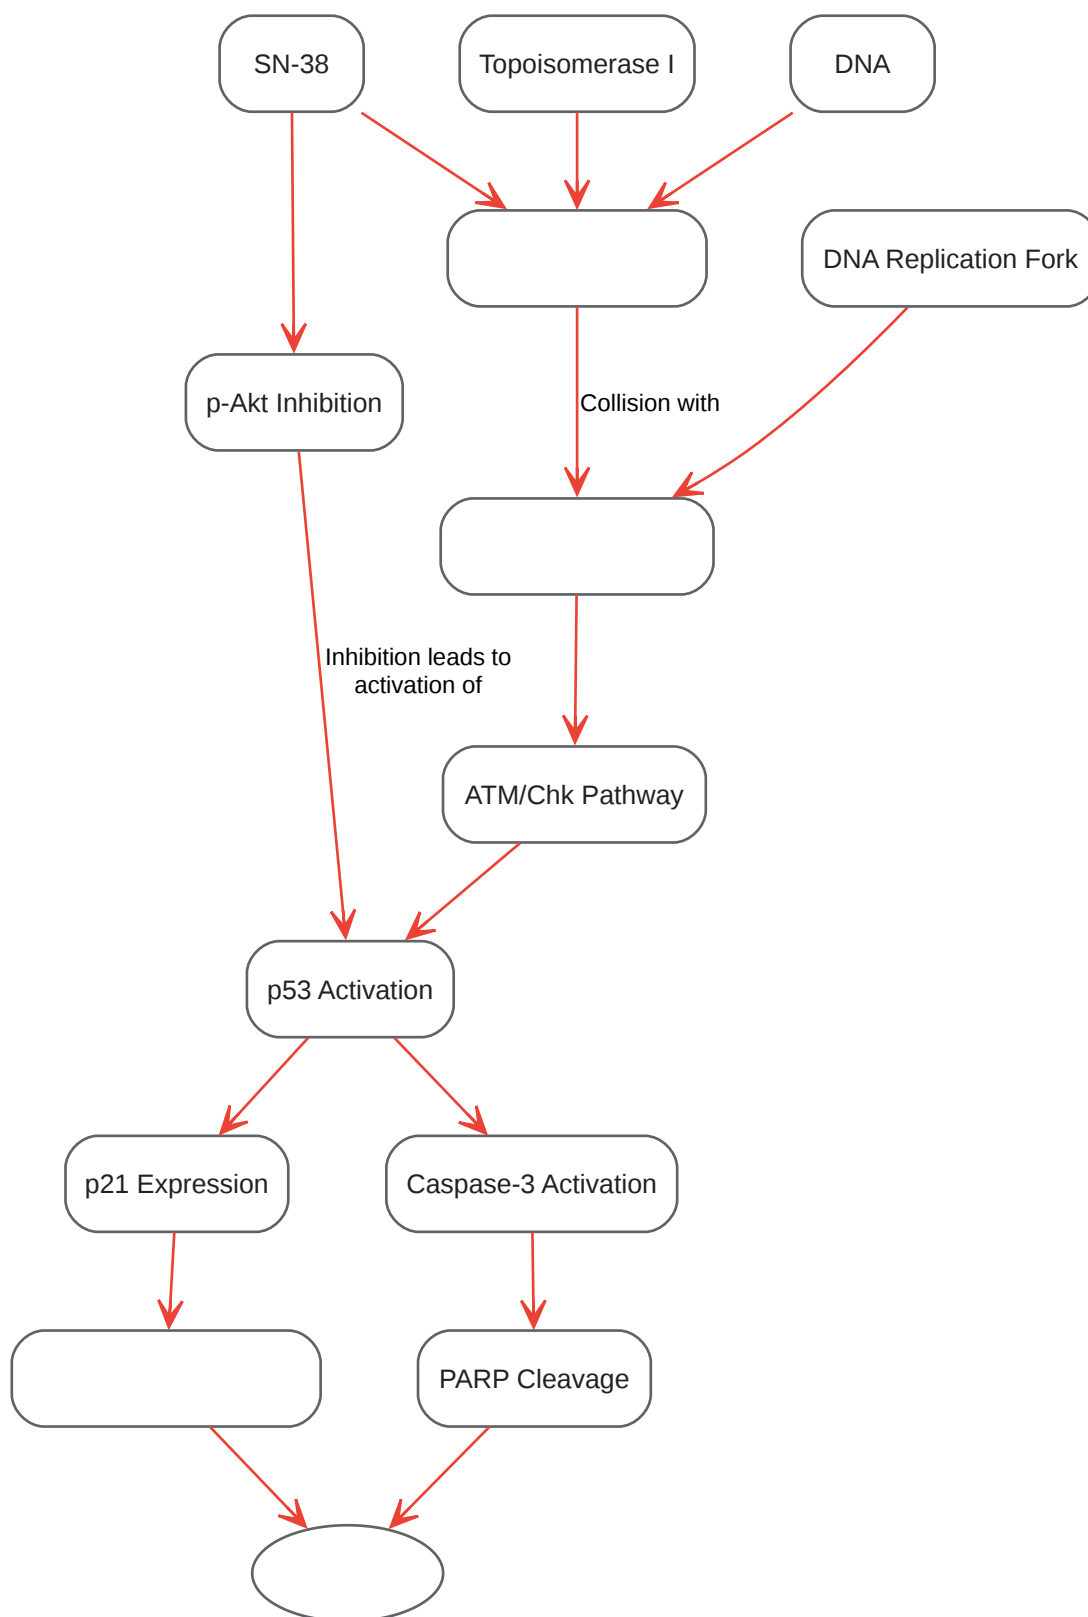 SN-38
Topoisomerase I
DNA
DNA Replication Fork
p-Akt Inhibition
Collision with
Inhibition leads to
activation of
ATM/Chk Pathway
p53 Activation
p21 Expression
Caspase-3 Activation
PARP Cleavage